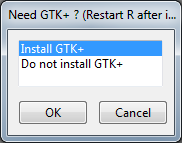 Need GTK+ ? (Restart R after i...
Install GTK+
Do not install GTK+
OK
Cancel